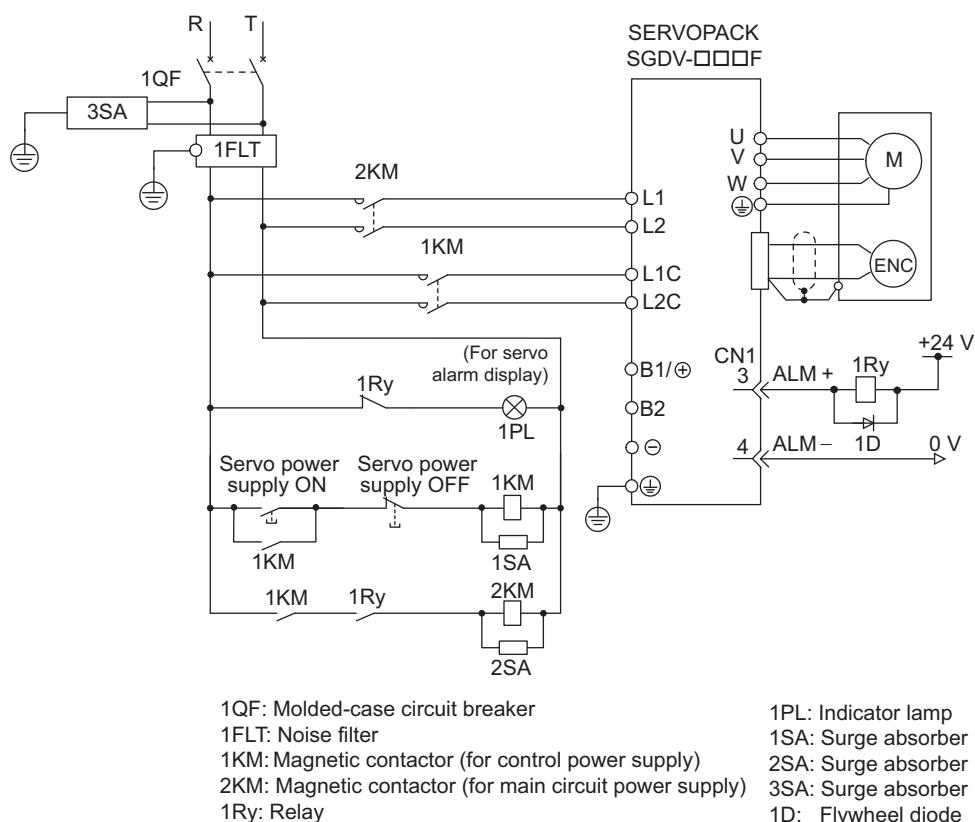 R T
SERVOPACK
SGDV-□□□F
1QF
3SA
1FLT
2KM
L1
L2
1KM
L1C
L2C
U
V
W
M
ENC
(For servo
alarm display)
1Ry
1PL
B1/⊕
B2
⊖
CN1
3 ALM +
1Ry
+24 V
1D
4 ALM −
0 V
Servo power
supply ON
Servo power
supply OFF
1KM
1KM
1SA
1KM
1Ry
2KM
2SA
1QF: Molded-case circuit breaker
1FLT: Noise filter
1KM: Magnetic contactor (for control power supply)
2KM: Magnetic contactor (for main circuit power supply)
1Ry: Relay
1PL: Indicator lamp
1SA: Surge absorber
2SA: Surge absorber
3SA: Surge absorber
1D: Flywheel diode